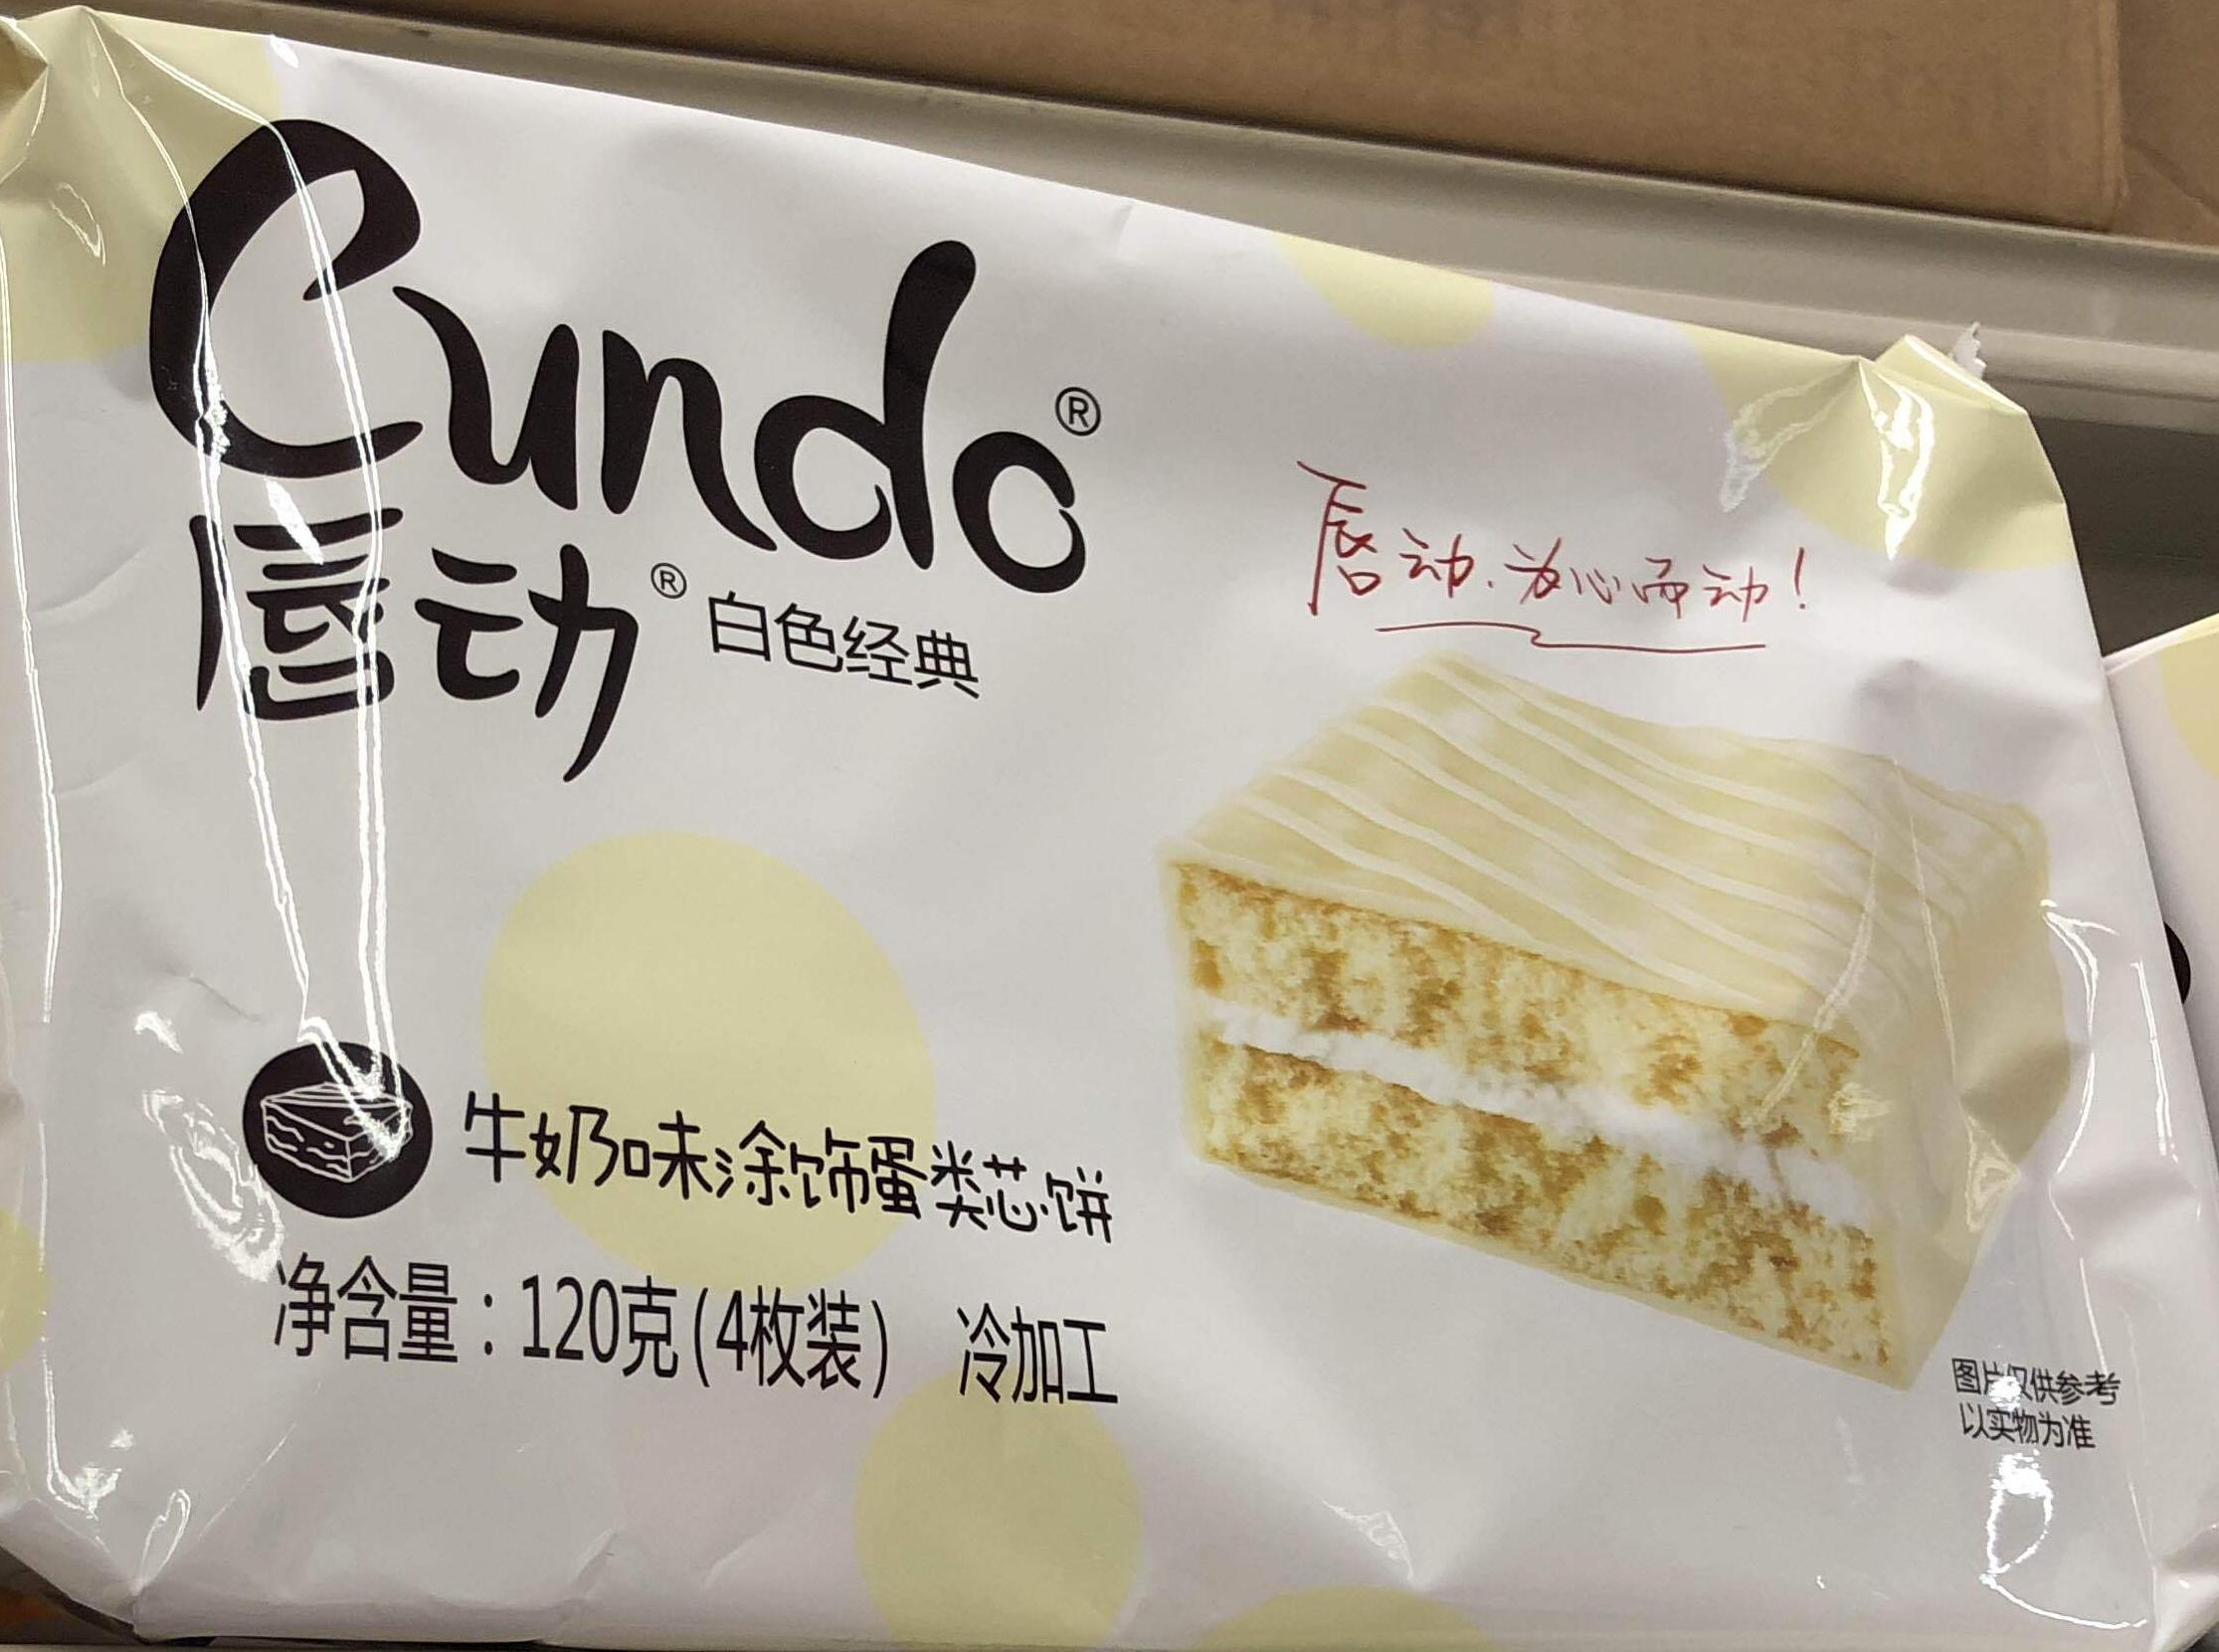 Cundo®
唇动® 白色经典
唇动.为心而动!
牛奶味涂饰蛋类芯饼
净含量:120克(4枚装) 冷加工
图片仅供参考
以实物为准